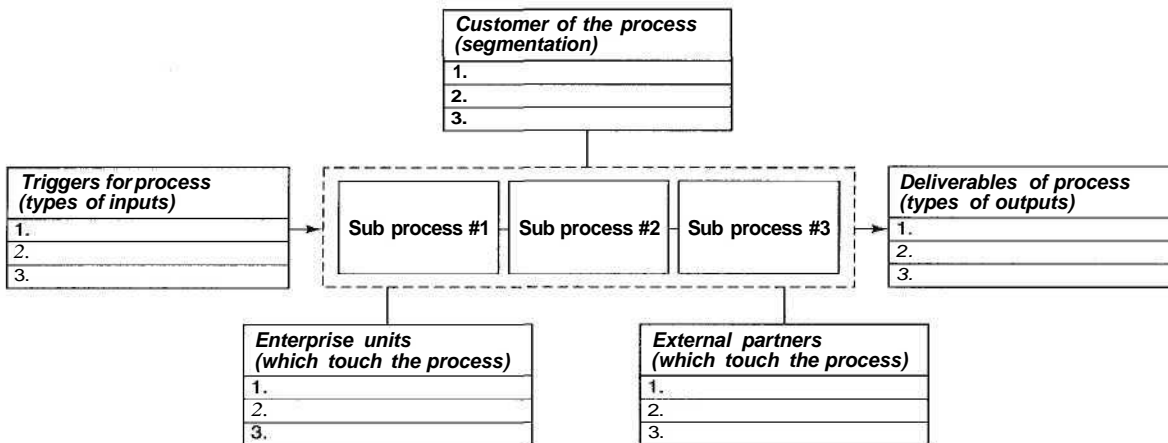 Customer of the process
(segmentation)
1.
2.
3.
Triggers for process
(types of inputs)
1.
2.
3.
Sub process #1
Sub process #2
Sub process #3
Deliverables of process
(types of outputs)
1.
2.
3.
Enterprise units
(which touch the process)
1.
2.
3.
External partners
(which touch the process)
1.
2.
3.